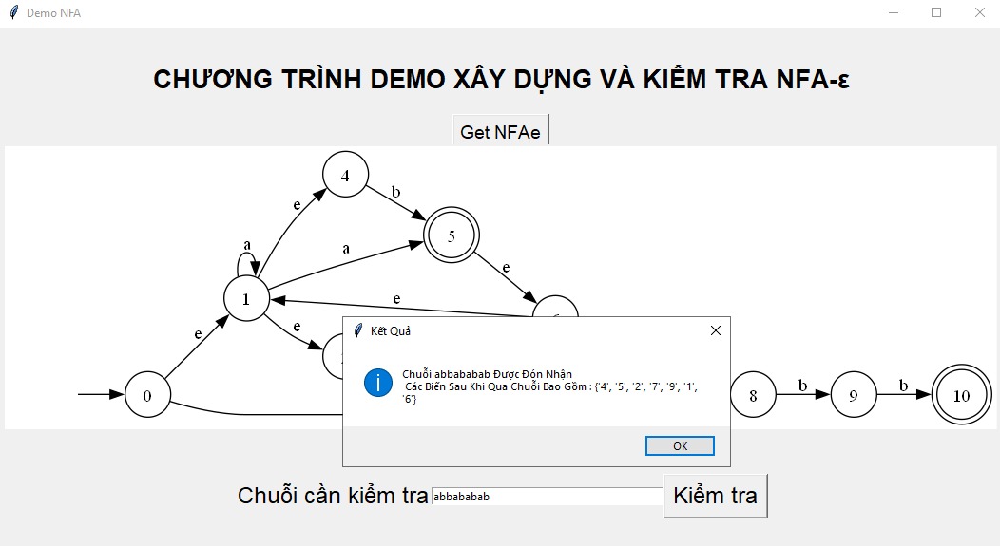 Demo NFA
CHƯƠNG TRÌNH DEMO XÂY DỰNG VÀ KIỂM TRA NFA-ε
Get NFAe
4
b
e
5
a
a
e
1
e
e
e
0
8
b
9
b
10
Kết Quả
Chuỗi abbababab Được Đón Nhận
Các Biến Sau Khi Qua Chuỗi Bao Gồm : {'4', '5', '2', '7', '9', '1',
'6'}
OK
Chuỗi cần kiểm tra
abbababab
Kiểm tra